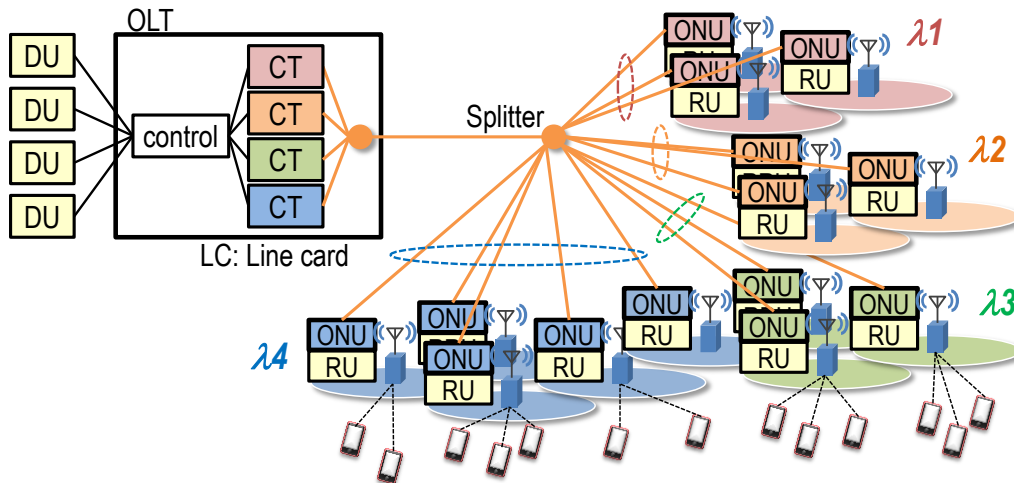 OLT
DU
DU
DU
DU
control
CT
CT
CT
CT
LC: Line card
Splitter
ONU
ONU
RU
ONU
RU
λ1
ONU
ONU
RU
ONU
RU
λ2
ONU
ONU
RU
ONU
RU
λ3
ONU
RU
ONU
ONU
RU
ONU
RU
ONU
RU
λ4